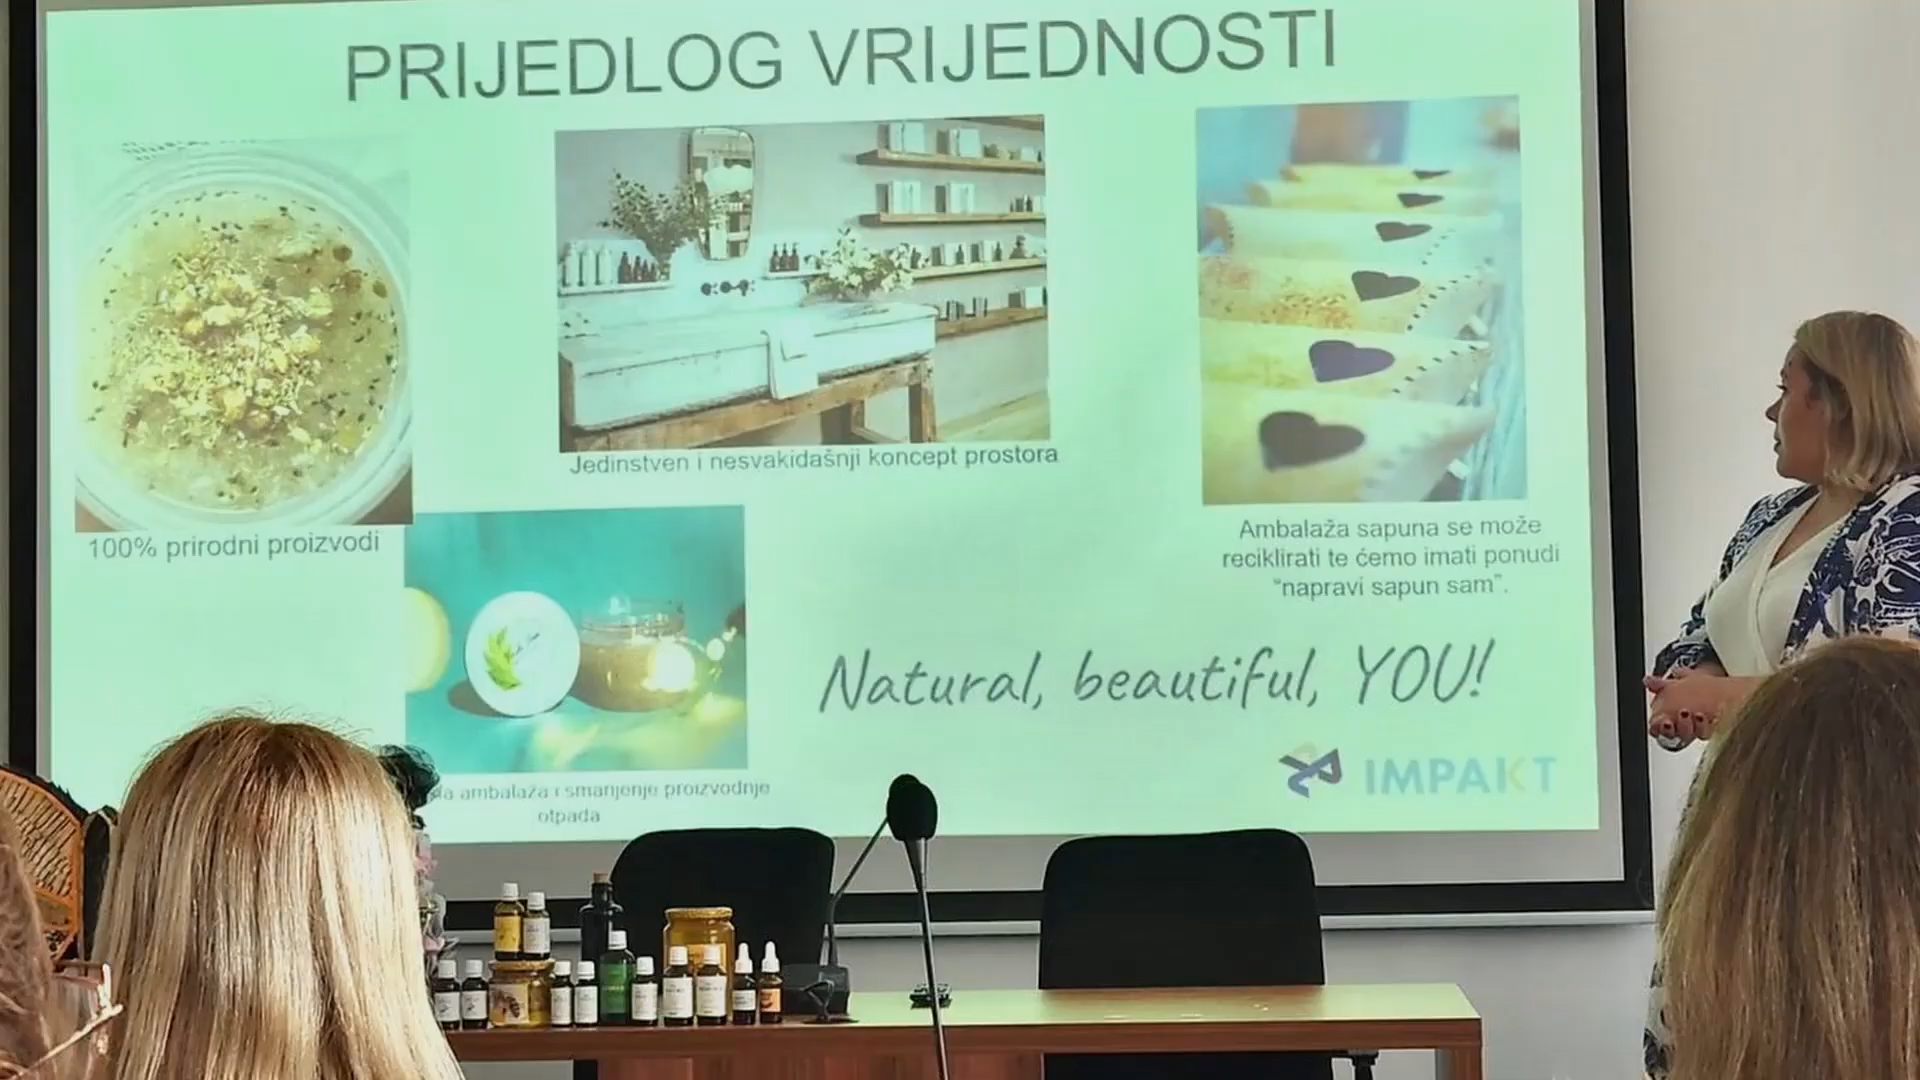 PRIJEDLOG VRIJEDNOSTI
100% prirodni proizvodi
Jedinstven i nesvakidašnji koncept prostora
Ambalaža sapuna se može
reciklirati te ćemo imati ponudi
“napravi sapun sam”.
ambalaža i smanjenje proizvodnje
otpada
Natural, beautiful, YOU!
IMPAKT